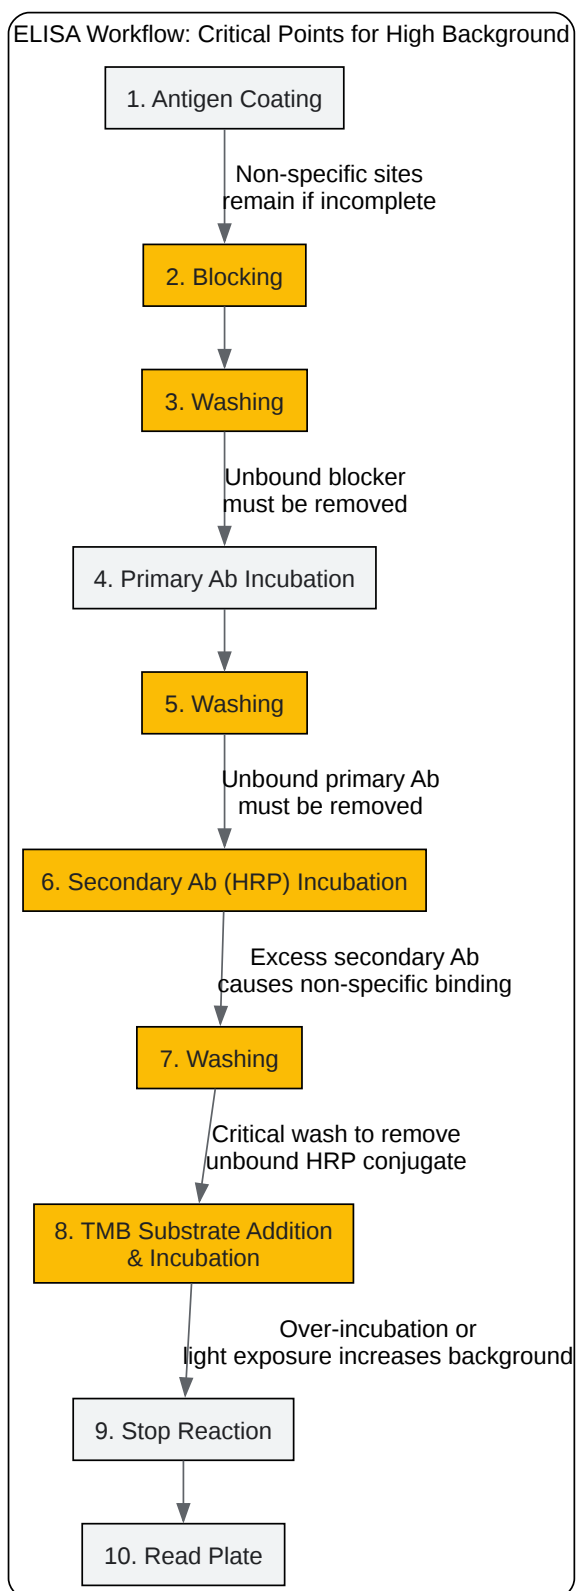 ELISA Workflow: Critical Points for High Background
1. Antigen Coating
Non-specific sites
remain if incomplete
2. Blocking
3. Washing
Unbound blocker
must be removed
4. Primary Ab Incubation
5. Washing
Unbound primary Ab
must be removed
6. Secondary Ab (HRP) Incubation
Excess secondary Ab
causes non-specific binding
7. Washing
Critical wash to remove
unbound HRP conjugate
8. TMB Substrate Addition
& Incubation
Over-incubation or
light exposure increases background
9. Stop Reaction
10. Read Plate